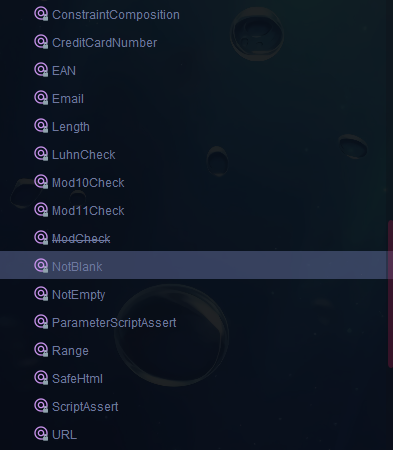 ConstraintComposition
CreditCardNumber
EAN
Email
Length
LuhnCheck
Mod10Check
Mod11Check
ModCheck
NotBlank
NotEmpty
ParameterScriptAssert
Range
SafeHtml
ScriptAssert
URL